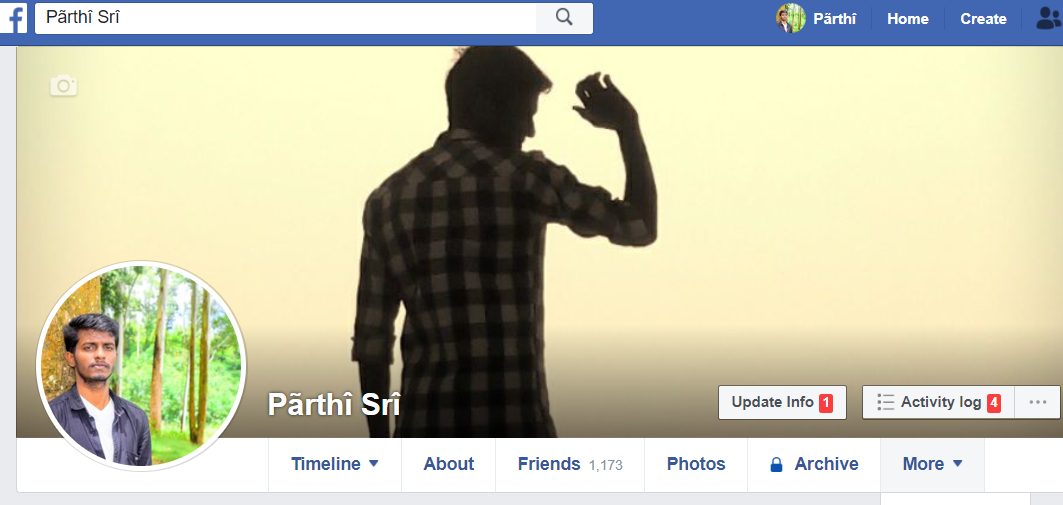 f Pãrthî Srî Pãrthî Home Create
Pãrthî Srî
Update Info 1 Activity log 4
Timeline About Friends 1,173 Photos Archive More